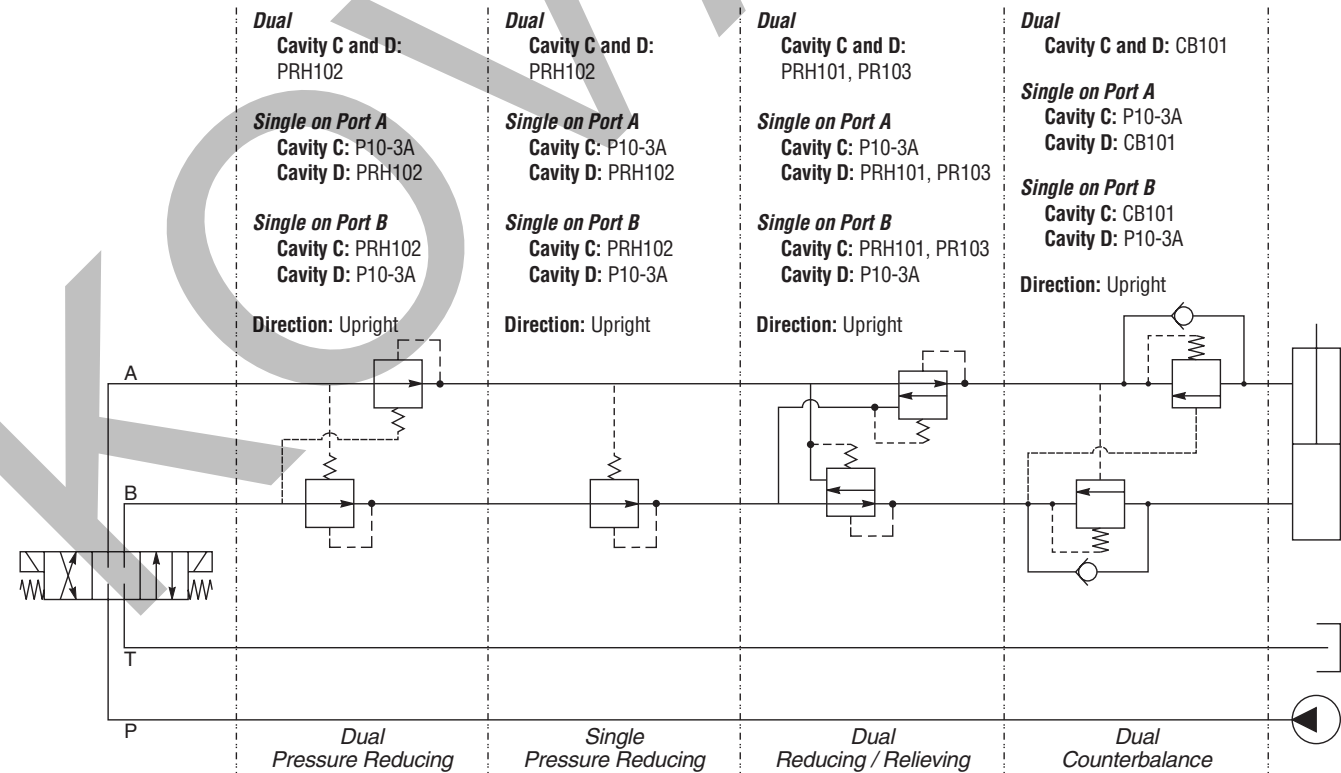 Dual
Cavity C and D:
PRH102
Single on Port A
Cavity C: P10-3A
Cavity D: PRH102
Single on Port B
Cavity C: PRH102
Cavity D: P10-3A
Direction: Upright
Dual
Cavity C and D:
PRH102
Single on Port A
Cavity C: P10-3A
Cavity D: PRH102
Single on Port B
Cavity C: PRH102
Cavity D: P10-3A
Direction: Upright
Dual
Cavity C and D:
PRH101, PR103
Single on Port A
Cavity C: P10-3A
Cavity D: PRH101, PR103
Single on Port B
Cavity C: PRH101, PR103
Cavity D: P10-3A
Direction: Upright
Dual
Cavity C and D: CB101
Single on Port A
Cavity C: P10-3A
Cavity D: CB101
Single on Port B
Cavity C: CB101
Cavity D: P10-3A
Direction: Upright
A
B
T
P
Dual
Pressure Reducing
Single
Pressure Reducing
Dual
Reducing / Relieving
Dual
Counterbalance